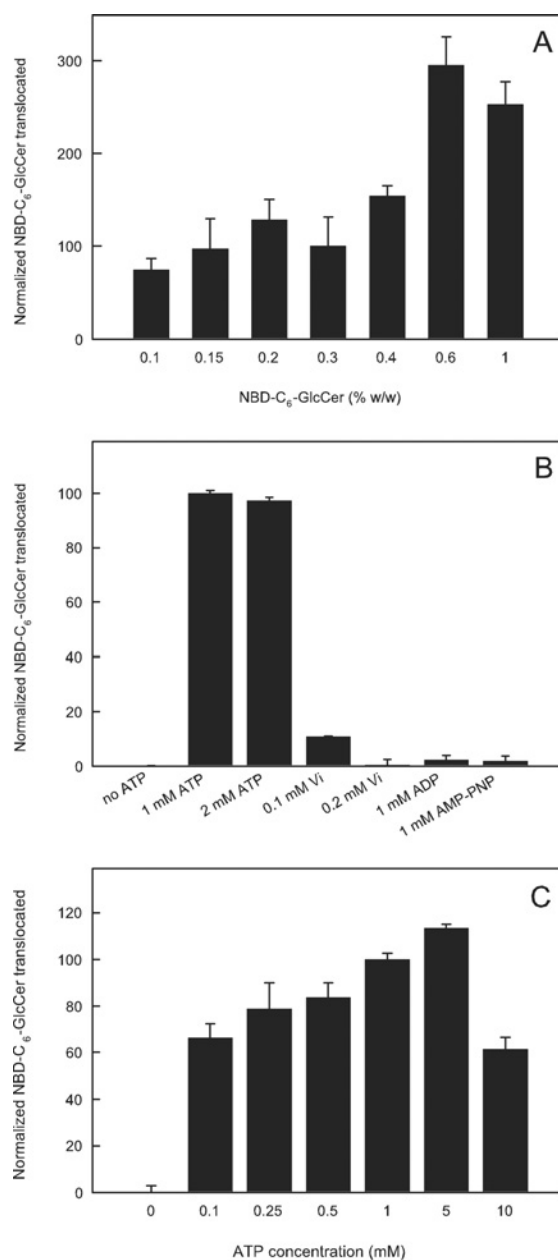 A
Normalized NBD-C₆-GlcCer translocated
300
200
100
0
0.1 0.15 0.2 0.3 0.4 0.6 1
NBD-C₆-GlcCer (% w/w)
B
Normalized NBD-C₆-GlcCer translocated
100
80
60
40
20
0
no ATP 1 mM ATP 2 mM ATP 0.1 mM Vi 0.2 mM Vi 1 mM ADP 1 mM AMP-PNP
C
Normalized NBD-C₆-GlcCer translocated
120
100
80
60
40
20
0
0 0.1 0.25 0.5 1 5 10
ATP concentration (mM)